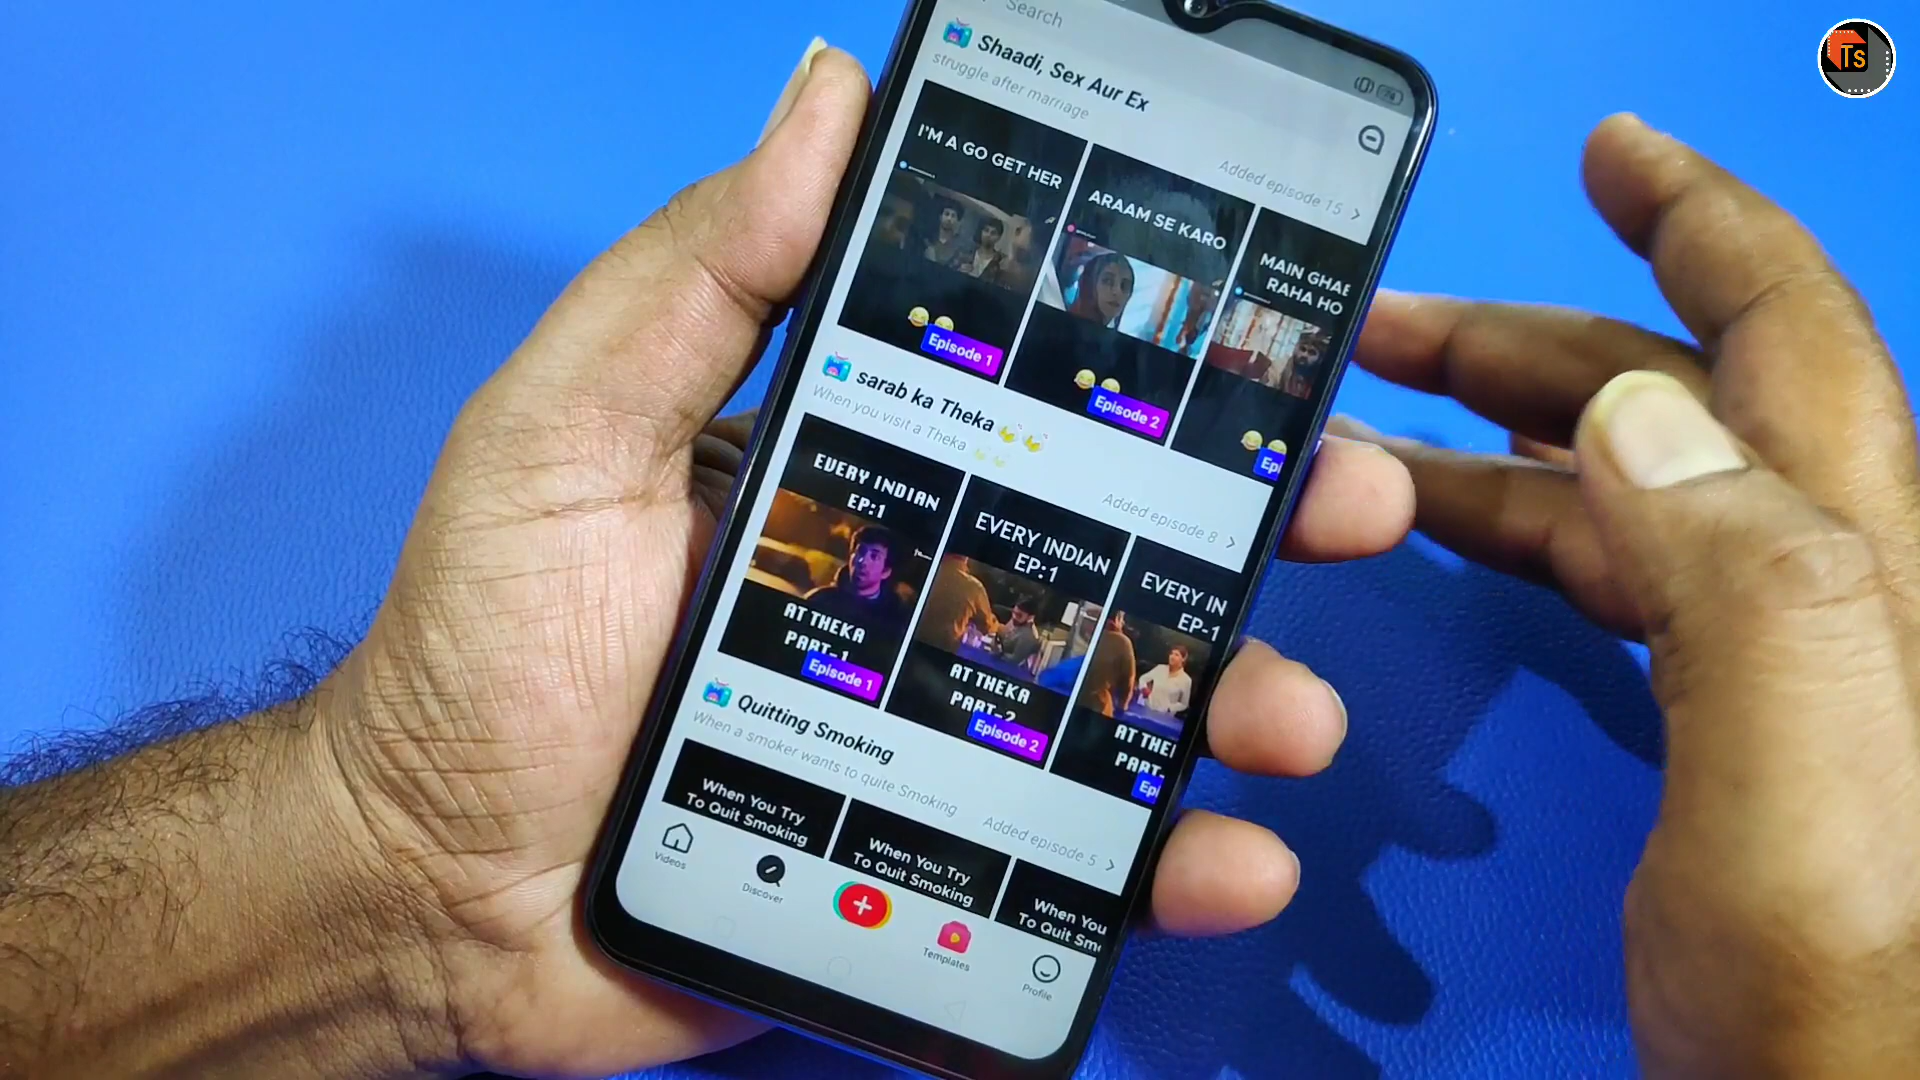 Ts
Search
Shaadi, Sex Aur Ex
struggle after marriage
Added episode 15 >
I'M A GO GET HER
Episode 1
ARAAM SE KARO
Episode 2
MAIN GHAE
RAHA HO
Epi
sarab ka Theka
When you visit a Theka
Added episode 8 >
EVERY INDIAN
EP:1
AT THEKA
PART-1
Episode 1
EVERY INDIAN
EP:1
AT THEKA
PART-2
Episode 2
EVERY IN
EP-1
AT THE
PART-
Epi
Quitting Smoking
When a smoker wants to quite Smoking
Added episode 5 >
When You Try
To Quit Smoking
When You Try
To Quit Smoking
When You
To Quit Smo
Videos
Discover
Templates
Profile